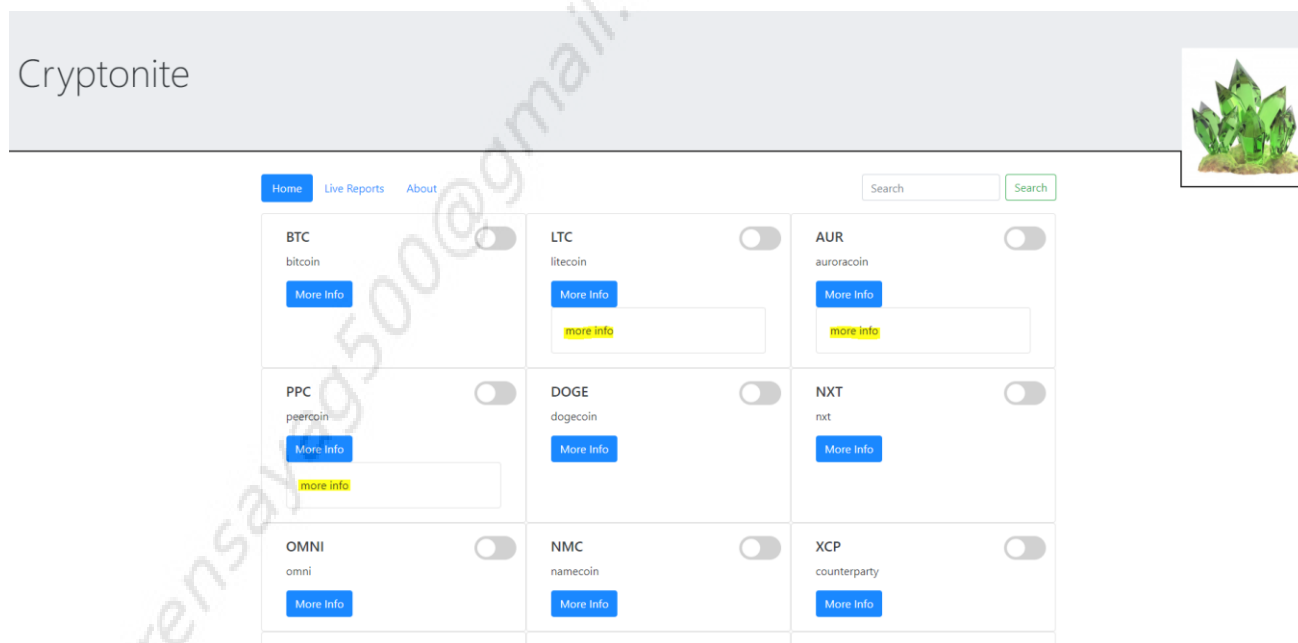 Cryptonite
Home Live Reports About Search Search
BTC LTC AUR
bitcoin litecoin auroracoin
More Info More Info More Info
more info more info
PPC DOGE NXT
peercoin dogecoin nxt
More Info More Info More Info
more info
OMNI NMC XCP
omni namecoin counterparty
More Info More Info More Info
rensayag500@gmail.